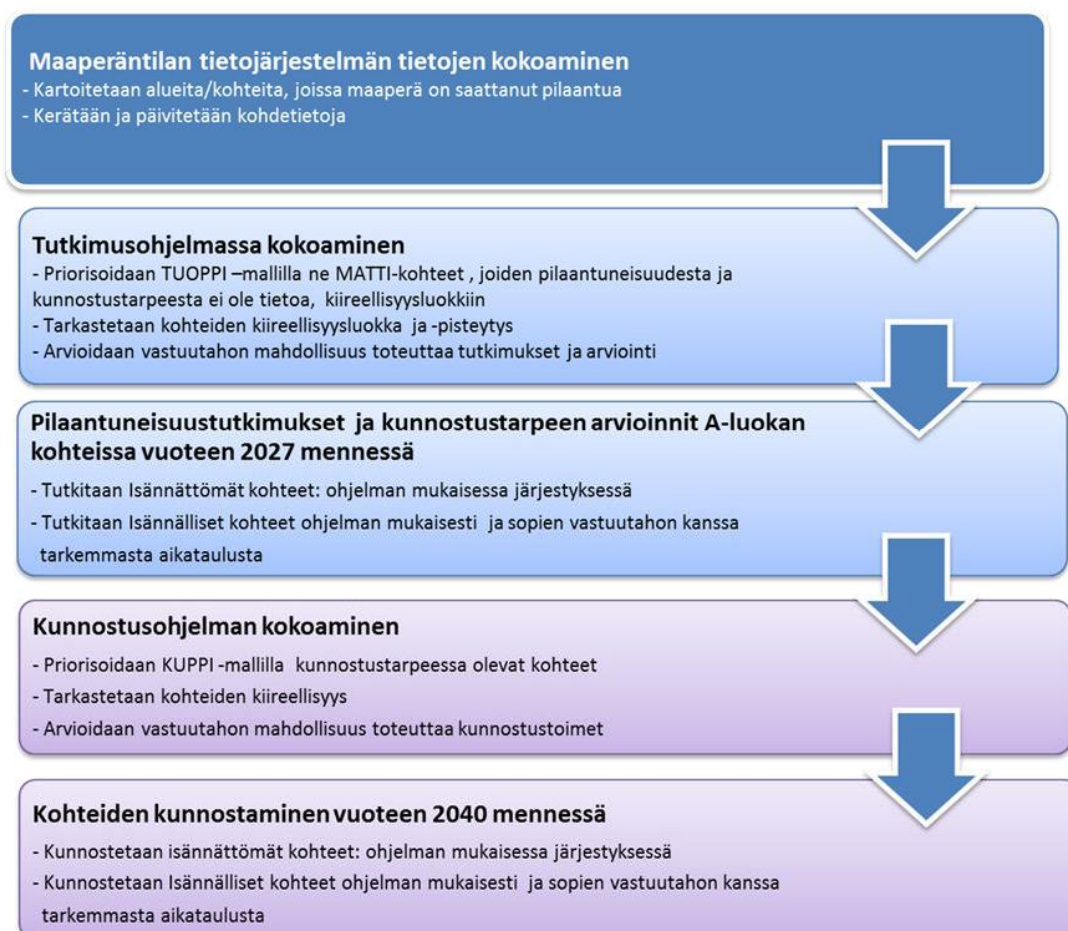 Maaperäntilan tietojärjestelmän tietojen kokoaminen
- Kartoitetaan alueita/kohteita, joissa maaperä on saattanut pilaantua
- Kerätään ja päivitetään kohdetietoja
Tutkimusohjelmassa kokoaminen
- Priorisoidaan TUOPPI –mallilla ne MATTI-kohteet , joiden pilaantuneisuudesta ja
kunnostustarpeesta ei ole tietoa, kiireellisyysluokkiin
- Tarkastetaan kohteiden kiireellisyysluokka ja -pisteytys
- Arvioidaan vastuutahon mahdollisuus toteuttaa tutkimukset ja arviointi
Pilaantuneisuustutkimukset ja kunnostustarpeen arvioinnit A-luokan
kohteissa vuoteen 2027 mennessä
- Tutkitaan Isännättömät kohteet: ohjelman mukaisessa järjestyksessä
- Tutkitaan Isännälliset kohteet ohjelman mukaisesti ja sopien vastuutahon kanssa
tarkemmasta aikataulusta
Kunnostusohjelman kokoaminen
- Priorisoidaan KUPPI -mallilla kunnostustarpeessa olevat kohteet
- Tarkastetaan kohteiden kiireellisyys
- Arvioidaan vastuutahon mahdollisuus toteuttaa kunnostustoimet
Kohteiden kunnostaminen vuoteen 2040 mennessä
- Kunnostetaan isännättömät kohteet: ohjelman mukaisessa järjestyksessä
- Kunnostetaan Isännälliset kohteet ohjelman mukaisesti ja sopien vastuutahon kanssa
tarkemmasta aikataulusta